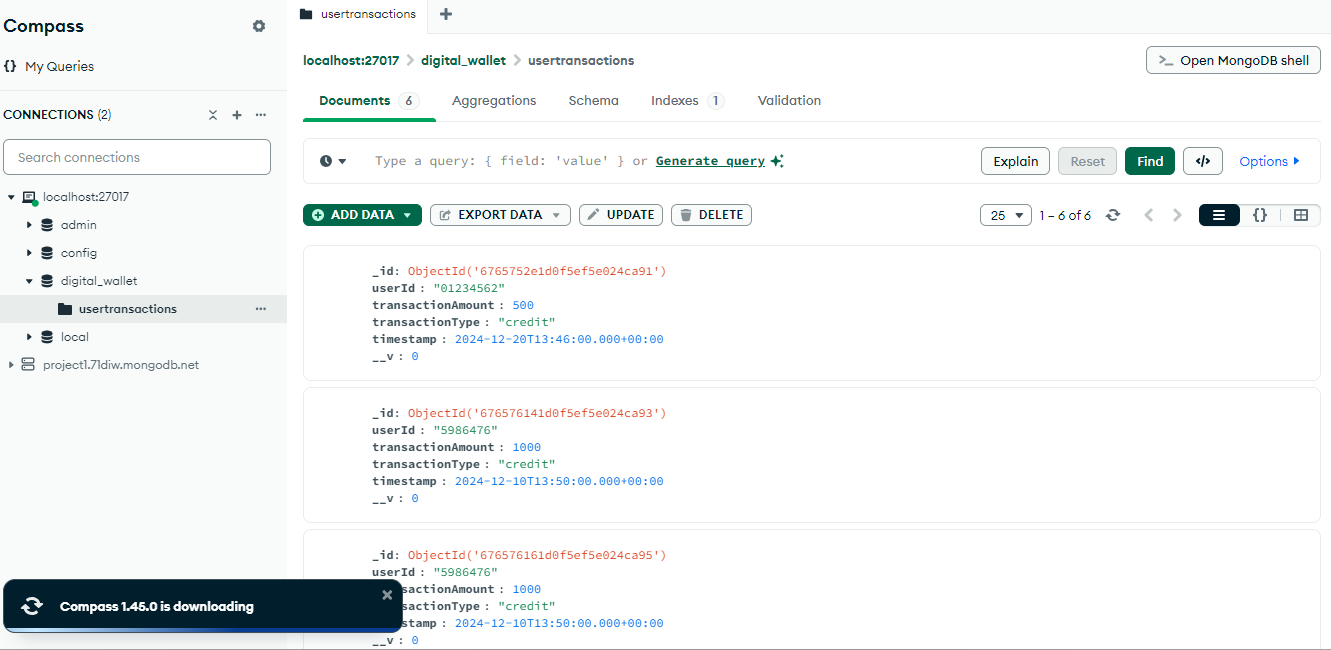 Compass
My Queries
CONNECTIONS (2)
Search connections
localhost:27017
admin
config
digital_wallet
usertransactions
local
project1.71diw.mongodb.net
Compass 1.45.0 is downloading
usertransactions
localhost:27017 > digital_wallet > usertransactions
>_ Open MongoDB shell
Documents 6 Aggregations Schema Indexes 1 Validation
Type a query: { field: 'value' } or Generate query
Explain Reset Find </> Options
ADD DATA EXPORT DATA UPDATE DELETE
25 1 – 6 of 6 {}
_id: ObjectId('6765752e1d0f5ef5e024ca91')
userId : "01234562"
transactionAmount : 500
transactionType : "credit"
timestamp : 2024-12-20T13:46:00.000+00:00
__v : 0
_id: ObjectId('676576141d0f5ef5e024ca93')
userId : "5986476"
transactionAmount : 1000
transactionType : "credit"
timestamp : 2024-12-10T13:50:00.000+00:00
__v : 0
_id: ObjectId('676576161d0f5ef5e024ca95')
userId : "5986476"
sactionAmount : 1000
sactionType : "credit"
stamp : 2024-12-10T13:50:00.000+00:00
__v : 0